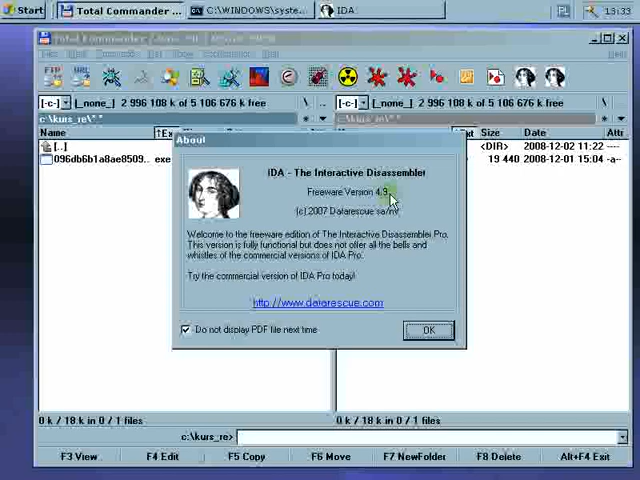 Start
Total Commander ...
C:\WINDOWS\syste...
IDA
PL
13:33
FTP
URL
[-c-] [_none_] 2 996 108 k of 5 106 676 k free \ ..
[-c-] [_none_] 2 996 108 k of 5 106 676 k free \ ..
c:\kurs_re\*.*
c:\kurs_re\*.*
Name
Size Date
[..]
<DIR> 2008-12-02 11:22
096db6b1a8ae8509... exe
19 440 2008-12-01 15:04 -a--
About
IDA - The Interactive Disassembler
Freeware Version 4.9
(c) 2007 Datarescue sa/nv
Welcome to the freeware edition of The Interactive Disassembler Pro.
This version is fully functional but does not offer all the bells and
whistles of the commercial versions of IDA Pro.
Try the commercial version of IDA Pro today!
http://www.datarescue.com
Do not display PDF file next time
OK
0 k / 18 k in 0 / 1 files
0 k / 18 k in 0 / 1 files
c:\kurs_re>
F3 View
F4 Edit
F5 Copy
F6 Move
F7 NewFolder
F8 Delete
Alt+F4 Exit